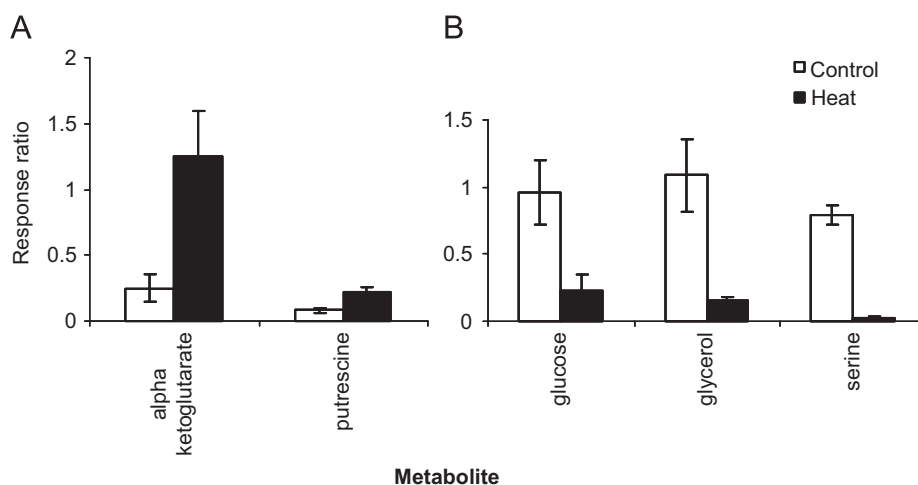 A
B
2
1.5
1
0.5
0
Response ratio
alpha
ketoglutarate
putrescine
Control
Heat
1.5
1
0.5
0
glucose
glycerol
serine
Metabolite